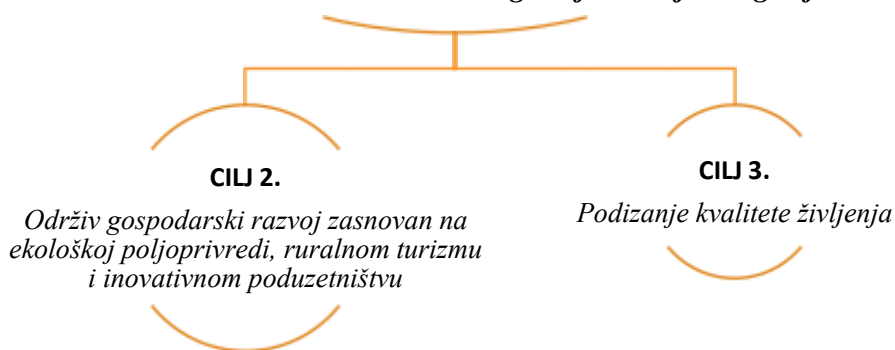 CILJ 2.
Održiv gospodarski razvoj zasnovan na
ekološkoj poljoprivredi, ruralnom turizmu
i inovativnom poduzetništvu
CILJ 3.
Podizanje kvalitete življenja